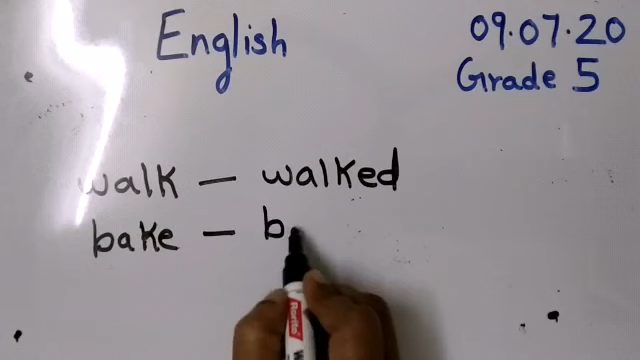 English
09.07.20
Grade 5
walk – walked
bake – b